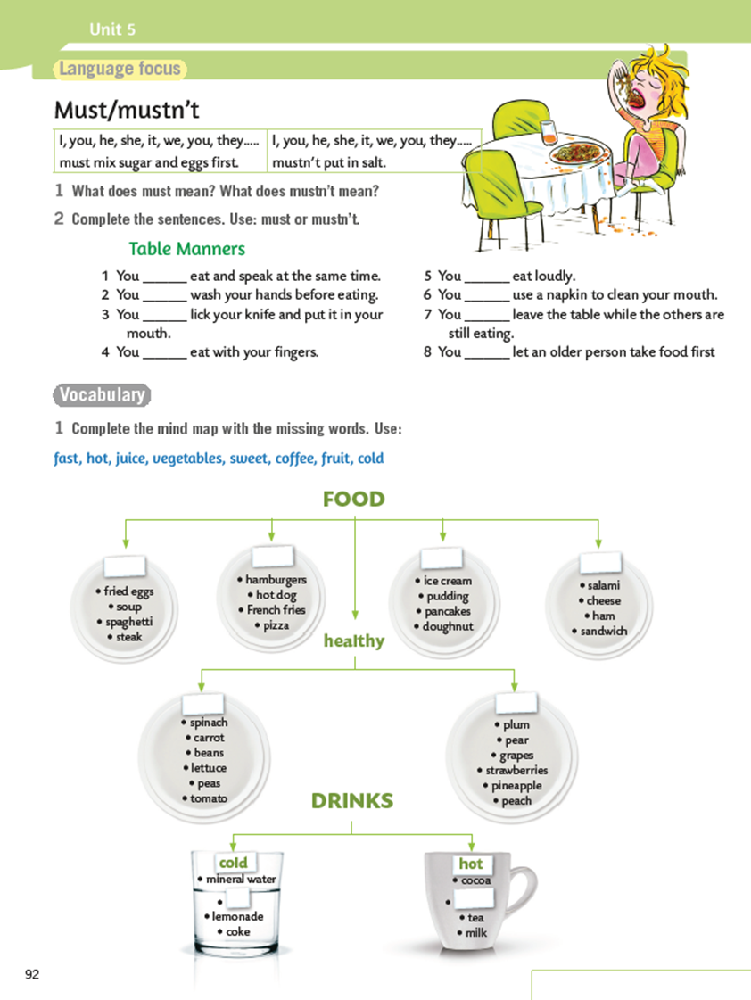 Unit 5
Language focus
Must/mustn't
I, you, he, she, it, we, you, they.....
must mix sugar and eggs first.
I, you, he, she, it, we, you, they.....
mustn't put in salt.
1 What does must mean? What does mustn't mean?
2 Complete the sentences. Use: must or mustn't.
Table Manners
1 You ______ eat and speak at the same time.
2 You ______ wash your hands before eating.
3 You ______ lick your knife and put it in your
mouth.
4 You ______ eat with your fingers.
5 You ______ eat loudly.
6 You ______ use a napkin to clean your mouth.
7 You ______ leave the table while the others are
still eating.
8 You ______ let an older person take food first
Vocabulary
1 Complete the mind map with the missing words. Use:
fast, hot, juice, vegetables, sweet, coffee, fruit, cold
FOOD
• fried eggs
• soup
• spaghetti
• steak
• hamburgers
• hot dog
• French fries
• pizza
• ice cream
• pudding
• pancakes
• doughnut
• salami
• cheese
• ham
• sandwich
healthy
• spinach
• carrot
• beans
• lettuce
• peas
• tomato
• plum
• pear
• grapes
• strawberries
• pineapple
• peach
DRINKS
cold
• mineral water
•
• lemonade
• coke
hot
• cocoa
•
• tea
• milk
92